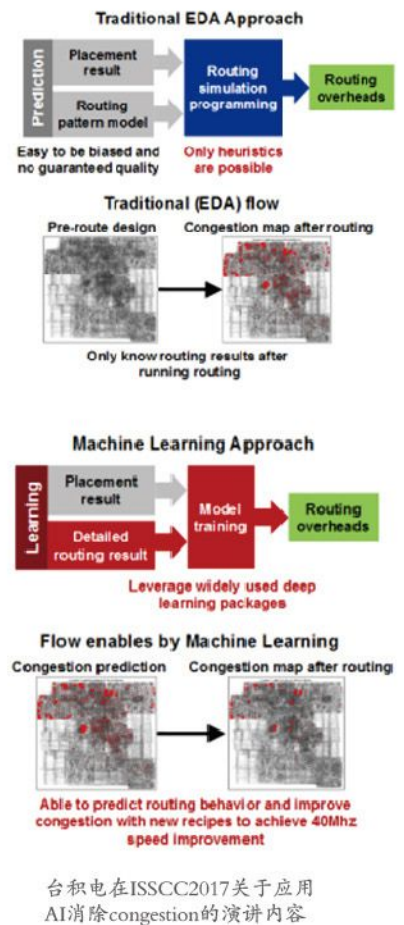 Traditional EDA Approach
Prediction
Placement
result
Routing
pattern model
Routing
simulation
programming
Routing
overheads
Easy to be biased and
no guaranteed quality
Only heuristics
are possible
Traditional (EDA) flow
Pre-route design
Congestion map after routing
Only know routing results after
running routing
Machine Learning Approach
Learning
Placement
result
Detailed
routing result
Model
training
Routing
overheads
Leverage widely used deep
learning packages
Flow enables by Machine Learning
Congestion prediction
Congestion map after routing
Able to predict routing behavior and improve
congestion with new recipes to achieve 40Mhz
speed improvement
台积电在ISSCC2017关于应用
AI消除congestion的演讲内容